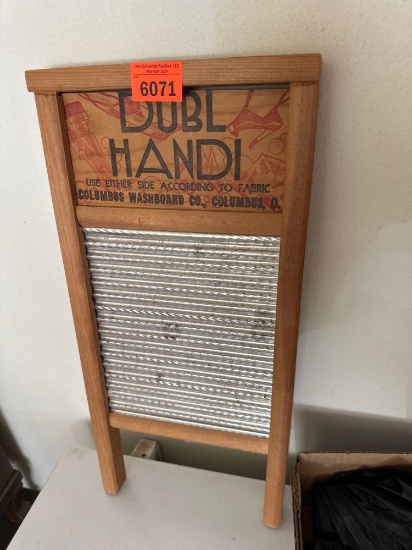 6071
DUBL
HANDI
USE EITHER SIDE ACCORDING TO FABRIC
COLUMBUS WASHBOARD CO., COLUMBUS, O.